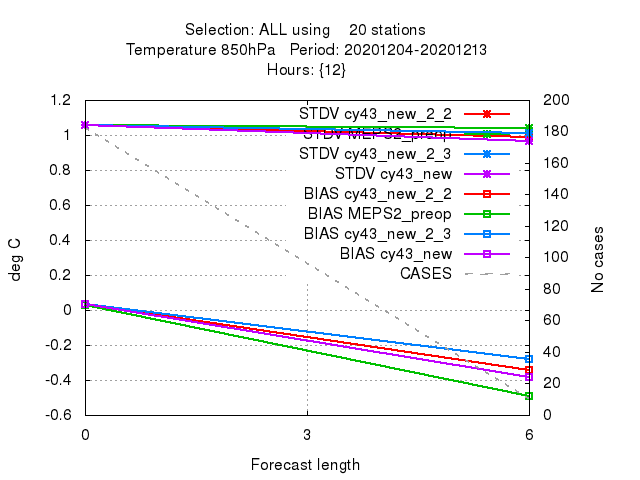 Selection: ALL using 20 stations
Temperature 850hPa Period: 20201204-20201213
Hours: {12}
1.2
1
0.8
0.6
0.4
0.2
0
-0.2
-0.4
-0.6
deg C
STDV cy43_new_2_2
STDV MEPS2_preop
STDV cy43_new_2_3
STDV cy43_new
BIAS cy43_new_2_2
BIAS MEPS2_preop
BIAS cy43_new_2_3
BIAS cy43_new
CASES
200
180
160
140
120
100
80
60
40
20
0
No cases
0 3 6
Forecast length